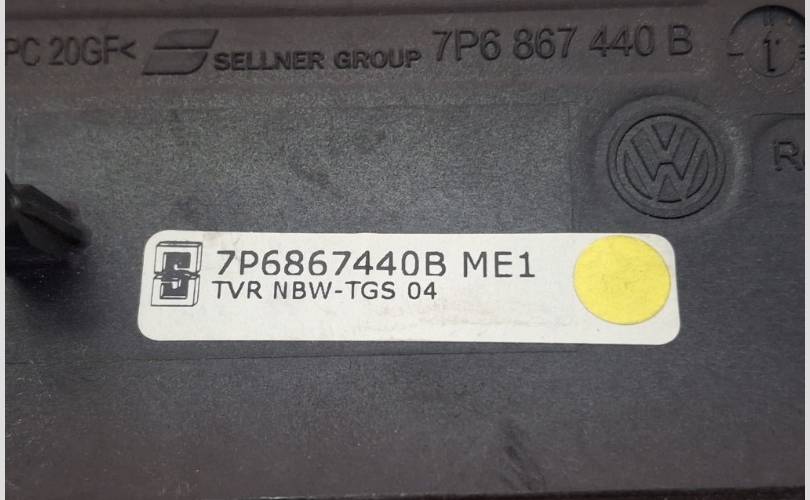 PC 20GF< SELLNER GROUP 7P6 867 440 B
R
7P6867440B ME1
TVR NBW-TGS 04